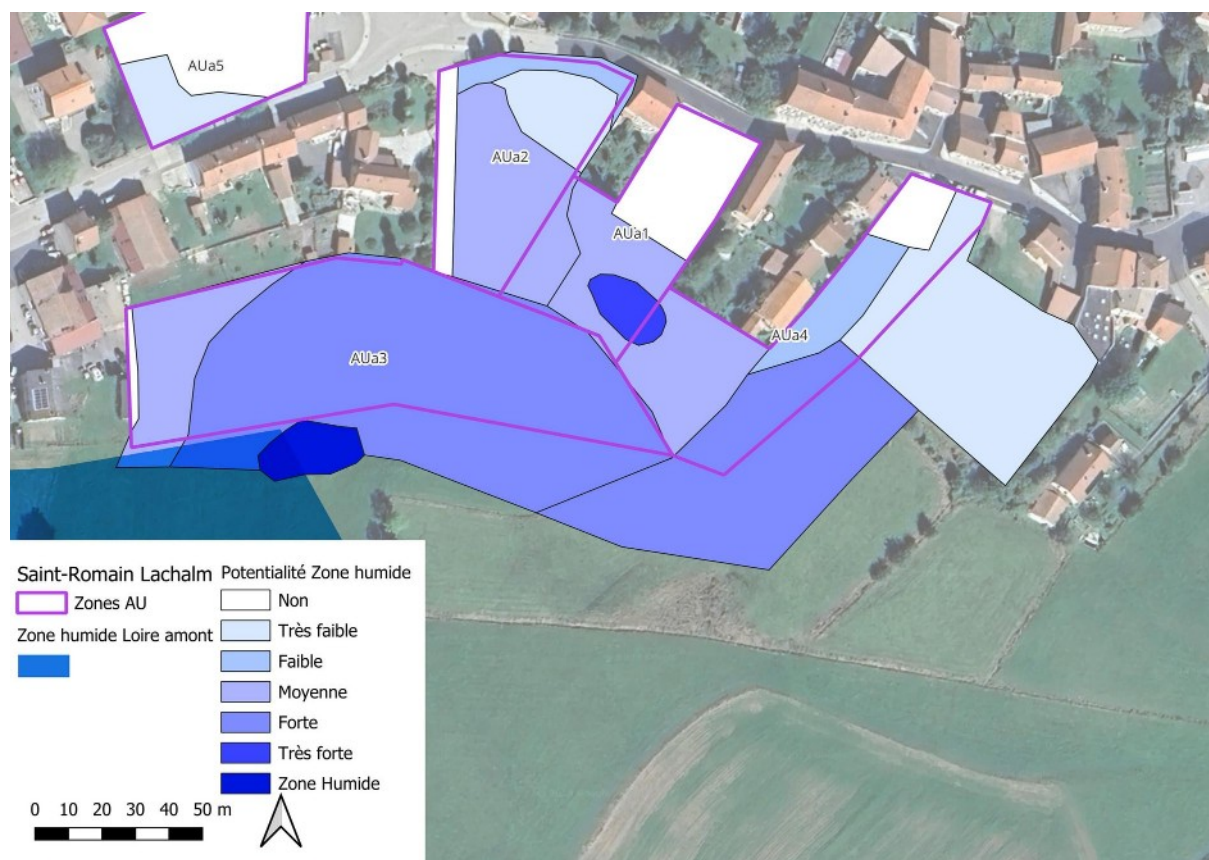 AUa5
AUa2
AUa1
AUa4
AUa3
Saint-Romain Lachalm
Zones AU
Zone humide Loire amont
Potentialité Zone humide
Non
Très faible
Faible
Moyenne
Forte
Très forte
Zone Humide
0 10 20 30 40 50 m